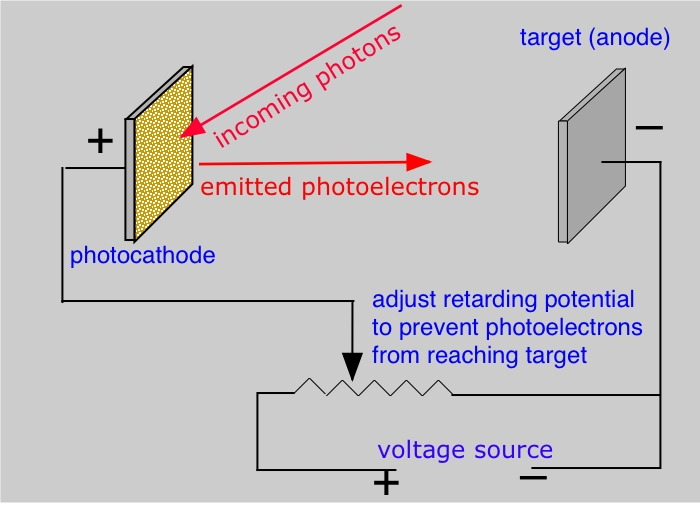 target (anode)
incoming photons
+
−
emitted photoelectrons
photocathode
adjust retarding potential
to prevent photoelectrons
from reaching target
voltage source
+
−